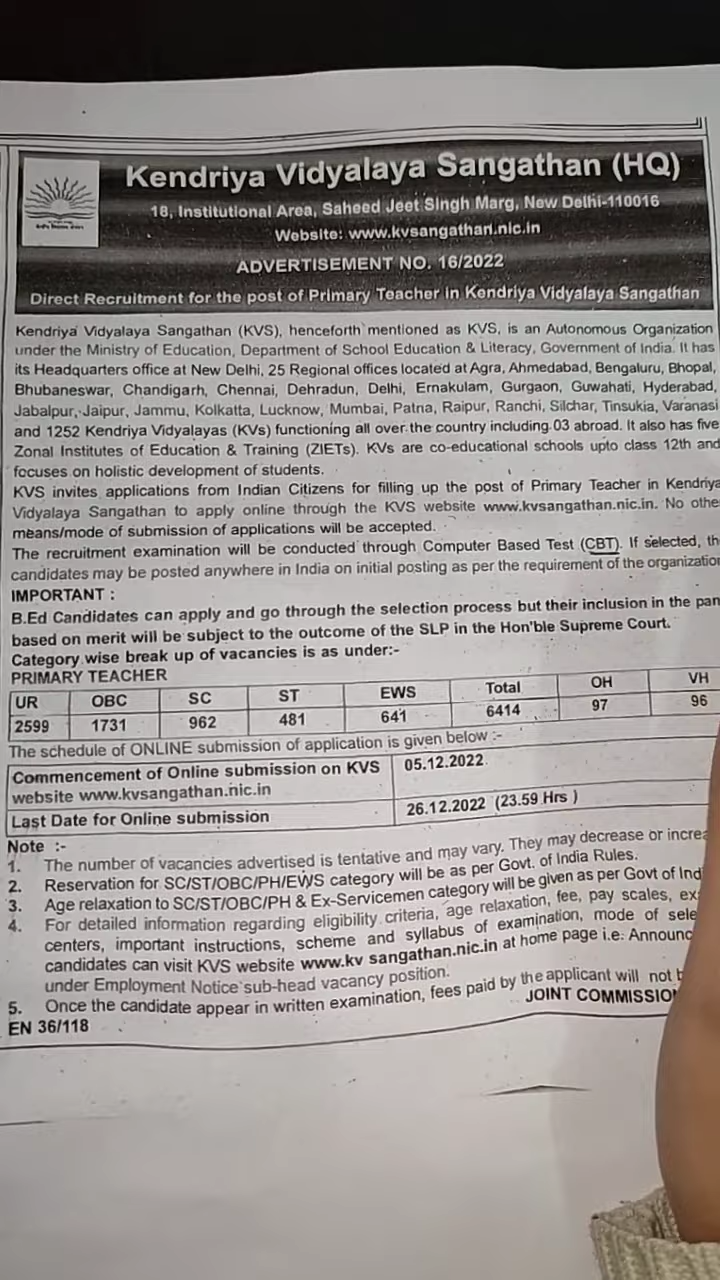 Kendriya Vidyalaya Sangathan (HQ)
18, Institutional Area, Saheed Jeet Singh Marg, New Delhi-110016
Website: www.kvsangathan.nic.in
ADVERTISEMENT NO. 16/2022
Direct Recruitment for the post of Primary Teacher in Kendriya Vidyalaya Sangathan
Kendriya Vidyalaya Sangathan (KVS), henceforth mentioned as KVS, is an Autonomous Organization
under the Ministry of Education, Department of School Education & Literacy, Government of India. It has
its Headquarters office at New Delhi, 25 Regional offices located at Agra, Ahmedabad, Bengaluru, Bhopal,
Bhubaneswar, Chandigarh, Chennai, Dehradun, Delhi, Ernakulam, Gurgaon, Guwahati, Hyderabad,
Jabalpur, Jaipur, Jammu, Kolkatta, Lucknow, Mumbai, Patna, Raipur, Ranchi, Silchar, Tinsukia, Varanasi
and 1252 Kendriya Vidyalayas (KVs) functioning all over the country including 03 abroad. It also has five
Zonal Institutes of Education & Training (ZIETs). KVs are co-educational schools upto class 12th and
focuses on holistic development of students.
KVS invites applications from Indian Citizens for filling up the post of Primary Teacher in Kendriya
Vidyalaya Sangathan to apply online through the KVS website www.kvsangathan.nic.in. No othe
means/mode of submission of applications will be accepted.
The recruitment examination will be conducted through Computer Based Test (CBT). If selected, th
candidates may be posted anywhere in India on initial posting as per the requirement of the organization
IMPORTANT :
B.Ed Candidates can apply and go through the selection process but their inclusion in the pan
based on merit will be subject to the outcome of the SLP in the Hon'ble Supreme Court.
Category wise break up of vacancies is as under:-
PRIMARY TEACHER
UR OBC SC ST EWS Total OH VH
2599 1731 962 481 641 6414 97 96
The schedule of ONLINE submission of application is given below :-
Commencement of Online submission on KVS 05.12.2022
website www.kvsangathan.nic.in
Last Date for Online submission 26.12.2022 (23.59 Hrs )
Note :-
1. The number of vacancies advertised is tentative and may vary. They may decrease or increa
2. Reservation for SC/ST/OBC/PH/EWS category will be as per Govt. of India Rules.
3. Age relaxation to SC/ST/OBC/PH & Ex-Servicemen category will be given as per Govt of Ind
4. For detailed information regarding eligibility criteria, age relaxation, fee, pay scales, ex
centers, important instructions, scheme and syllabus of examination, mode of sele
candidates can visit KVS website www.kv sangathan.nic.in at home page i.e. Announc
under Employment Notice sub-head vacancy position.
5. Once the candidate appear in written examination, fees paid by the applicant will not b
JOINT COMMISSIO
EN 36/118